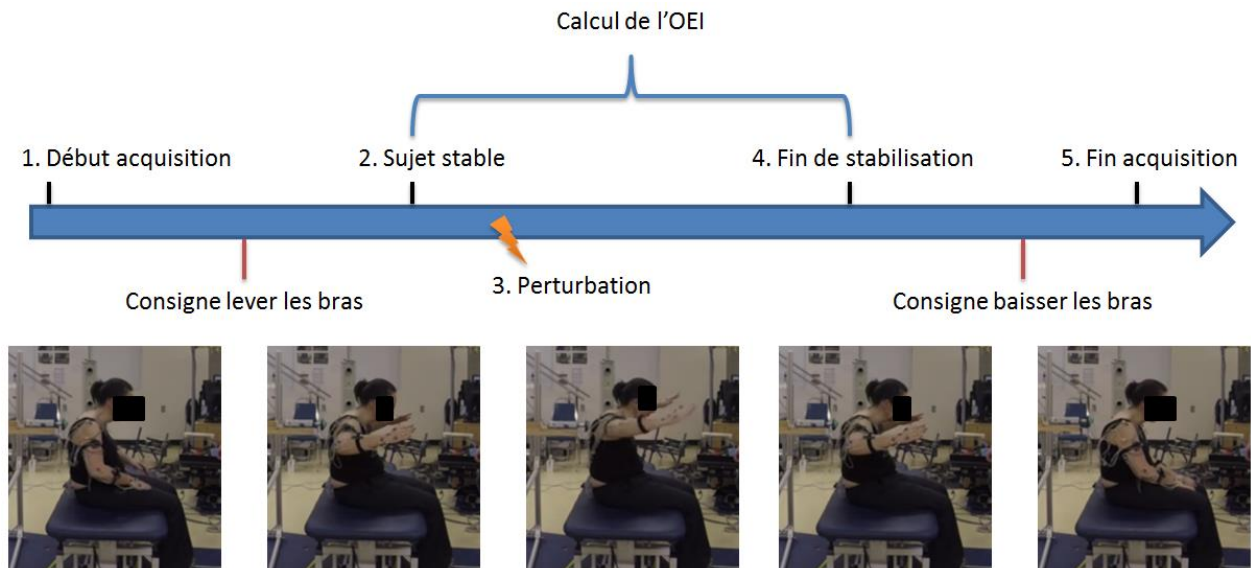 Calcul de l'OEI
1. Début acquisition
2. Sujet stable
4. Fin de stabilisation
5. Fin acquisition
3. Perturbation
Consigne lever les bras
Consigne baisser les bras